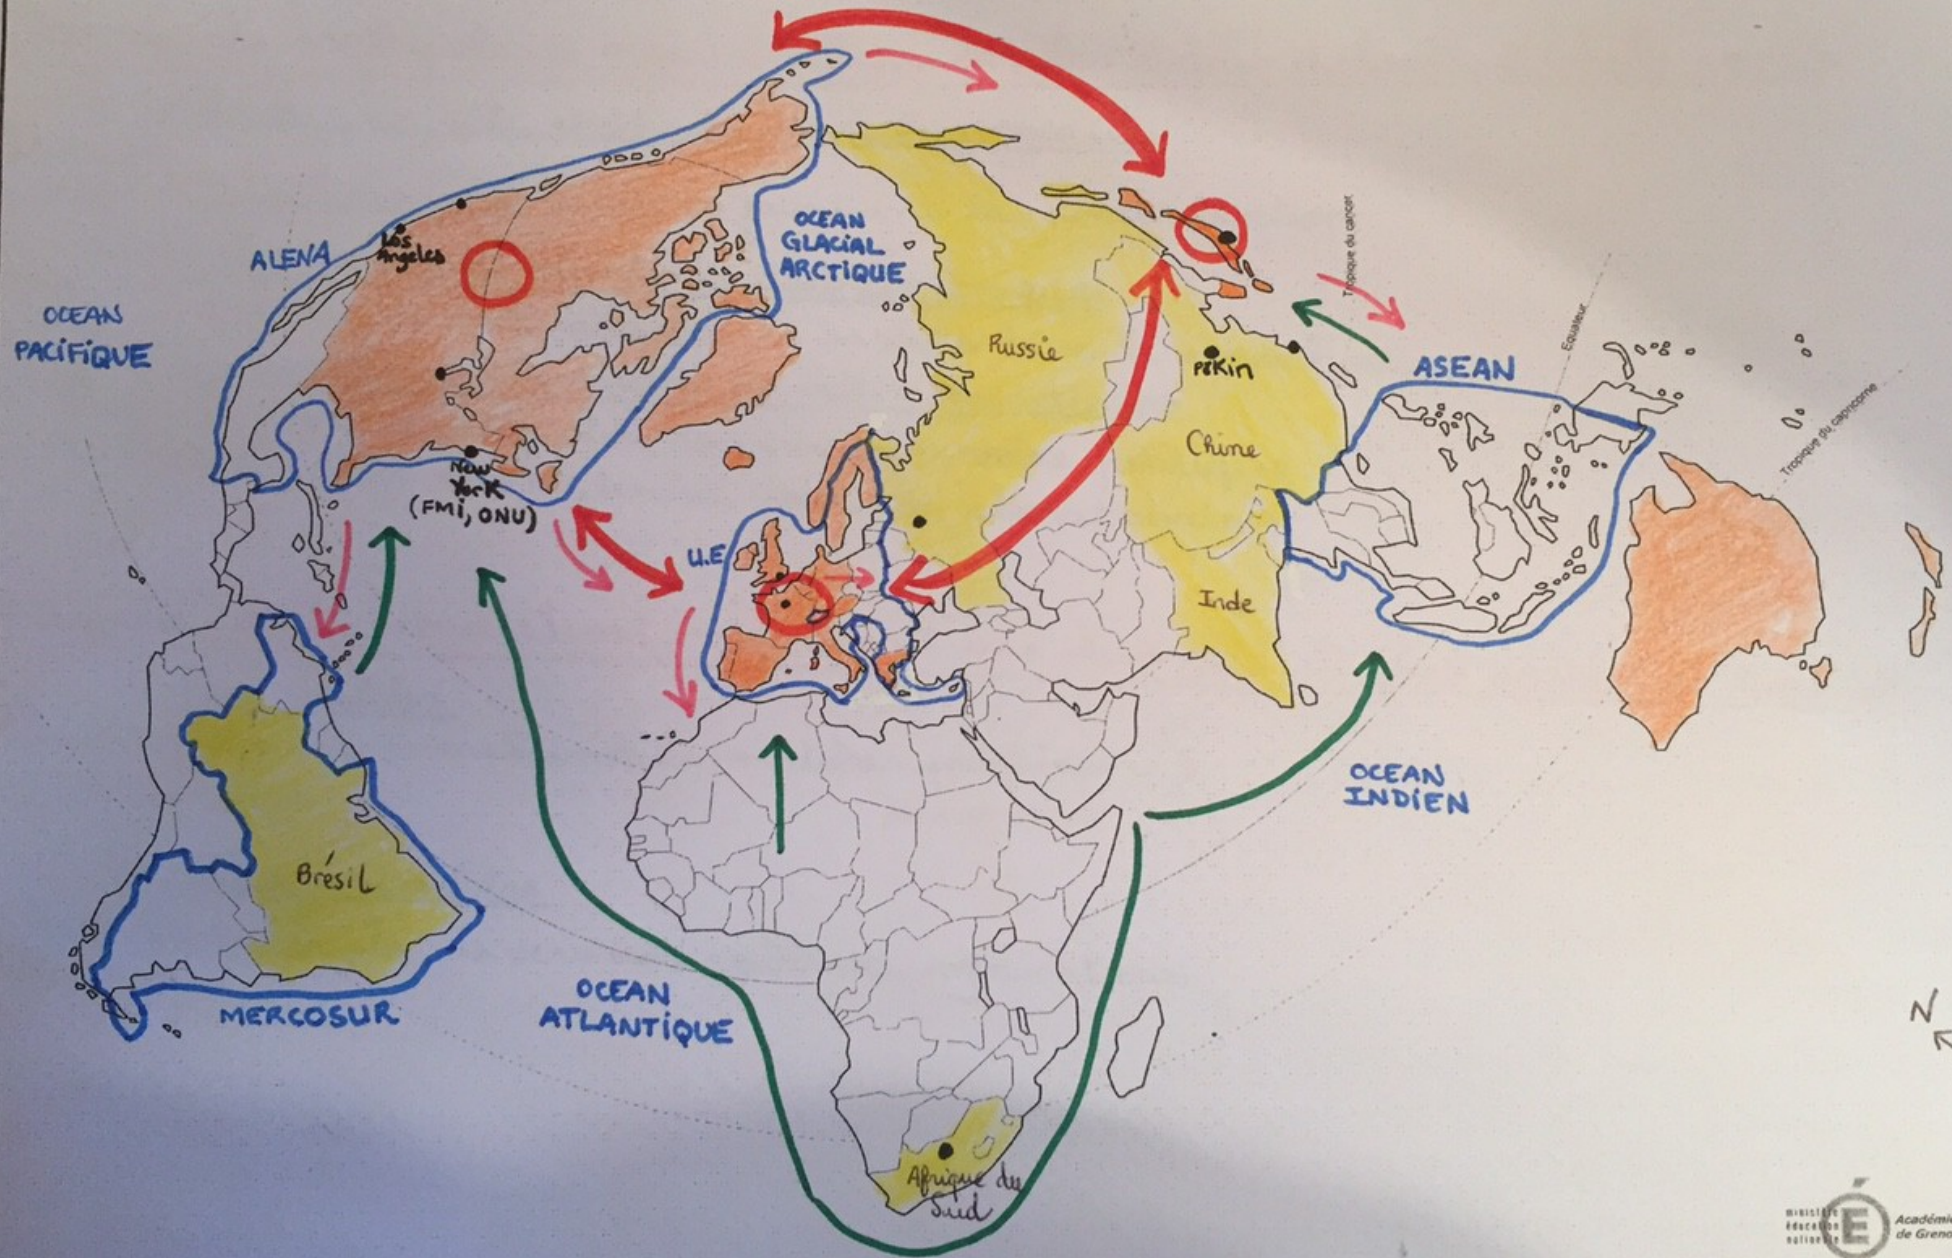 OCEAN
GLACIAL
ARCTIQUE
ALENA
Los
Angeles
OCEAN
PACIFIQUE
New
York
(FMI, ONU)
U.E
Russie
Pékin
Chine
Inde
ASEAN
Tropique du cancer
Equateur
Tropique du capricorne
OCEAN
INDIEN
Brésil
MERCOSUR
OCEAN
ATLANTIQUE
Afrique du
Sud
N
É
Académie